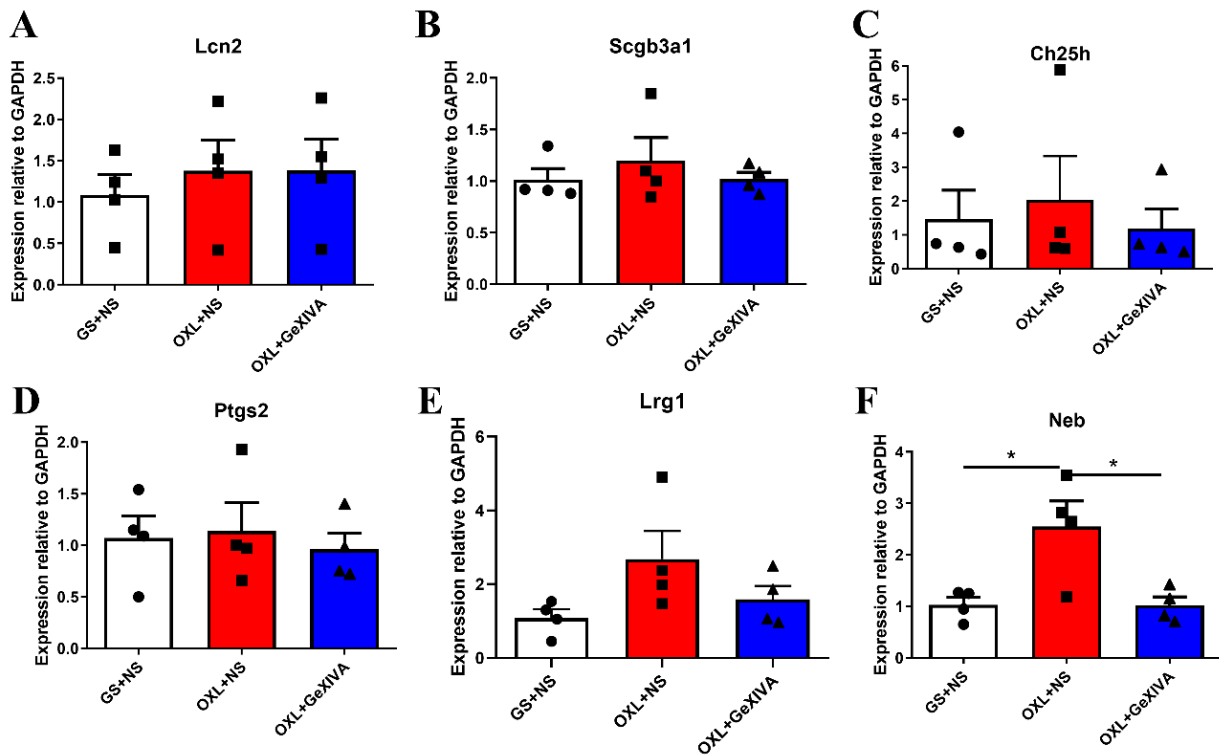 A
Lcn2
Expression relative to GAPDH
2.5
2.0
1.5
1.0
0.5
0.0
GS+NS
OXL+NS
OXL+GeXIVA
B
Scgb3a1
Expression relative to GAPDH
2.0
1.5
1.0
0.5
0.0
GS+NS
OXL+NS
OXL+GeXIVA
C
Ch25h
Expression relative to GAPDH
6
5
4
3
2
1
0
GS+NS
OXL+NS
OXL+GeXIVA
D
Ptgs2
Expression relative to GAPDH
2.0
1.5
1.0
0.5
0.0
GS+NS
OXL+NS
OXL+GeXIVA
E
Lrg1
Expression relative to GAPDH
6
4
2
0
GS+NS
OXL+NS
OXL+GeXIVA
F
Neb
Expression relative to GAPDH
4
3
2
1
0
*
*
GS+NS
OXL+NS
OXL+GeXIVA